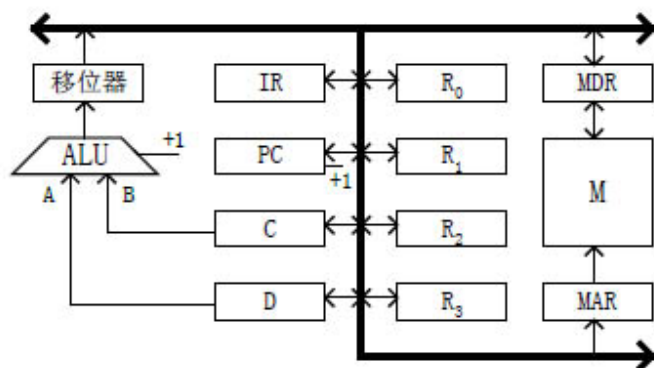 移位器 IR R₀ MDR
+1
ALU PC R₁ M
+1
A B
C R₂
D R₃ MAR